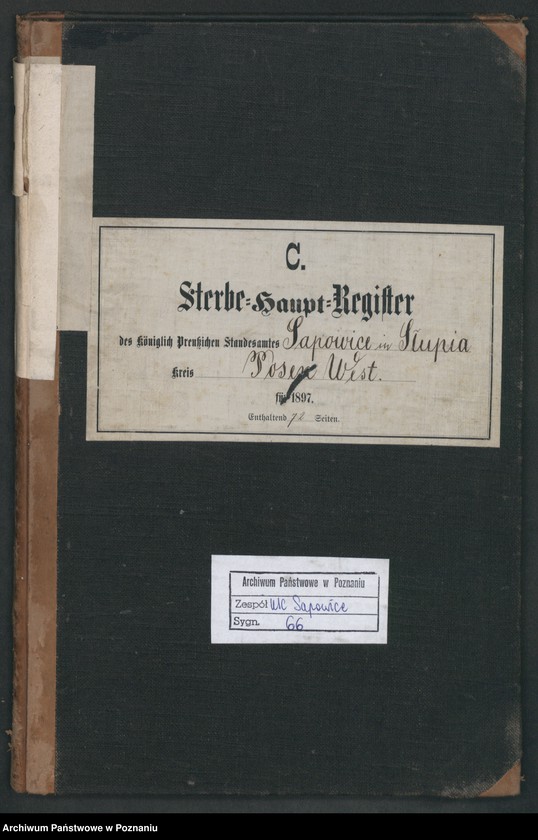 C.
Sterbe-Haupt-Register
des Königlich Preußischen Standesamtes Sapowice in Słupia
Kreis Posen West.
für 1897.
Enthaltend 72 Seiten.
Archiwum Państwowe w Poznaniu
Zespół USC Sapowice
Sygn. 66
Archiwum Państwowe w Poznaniu